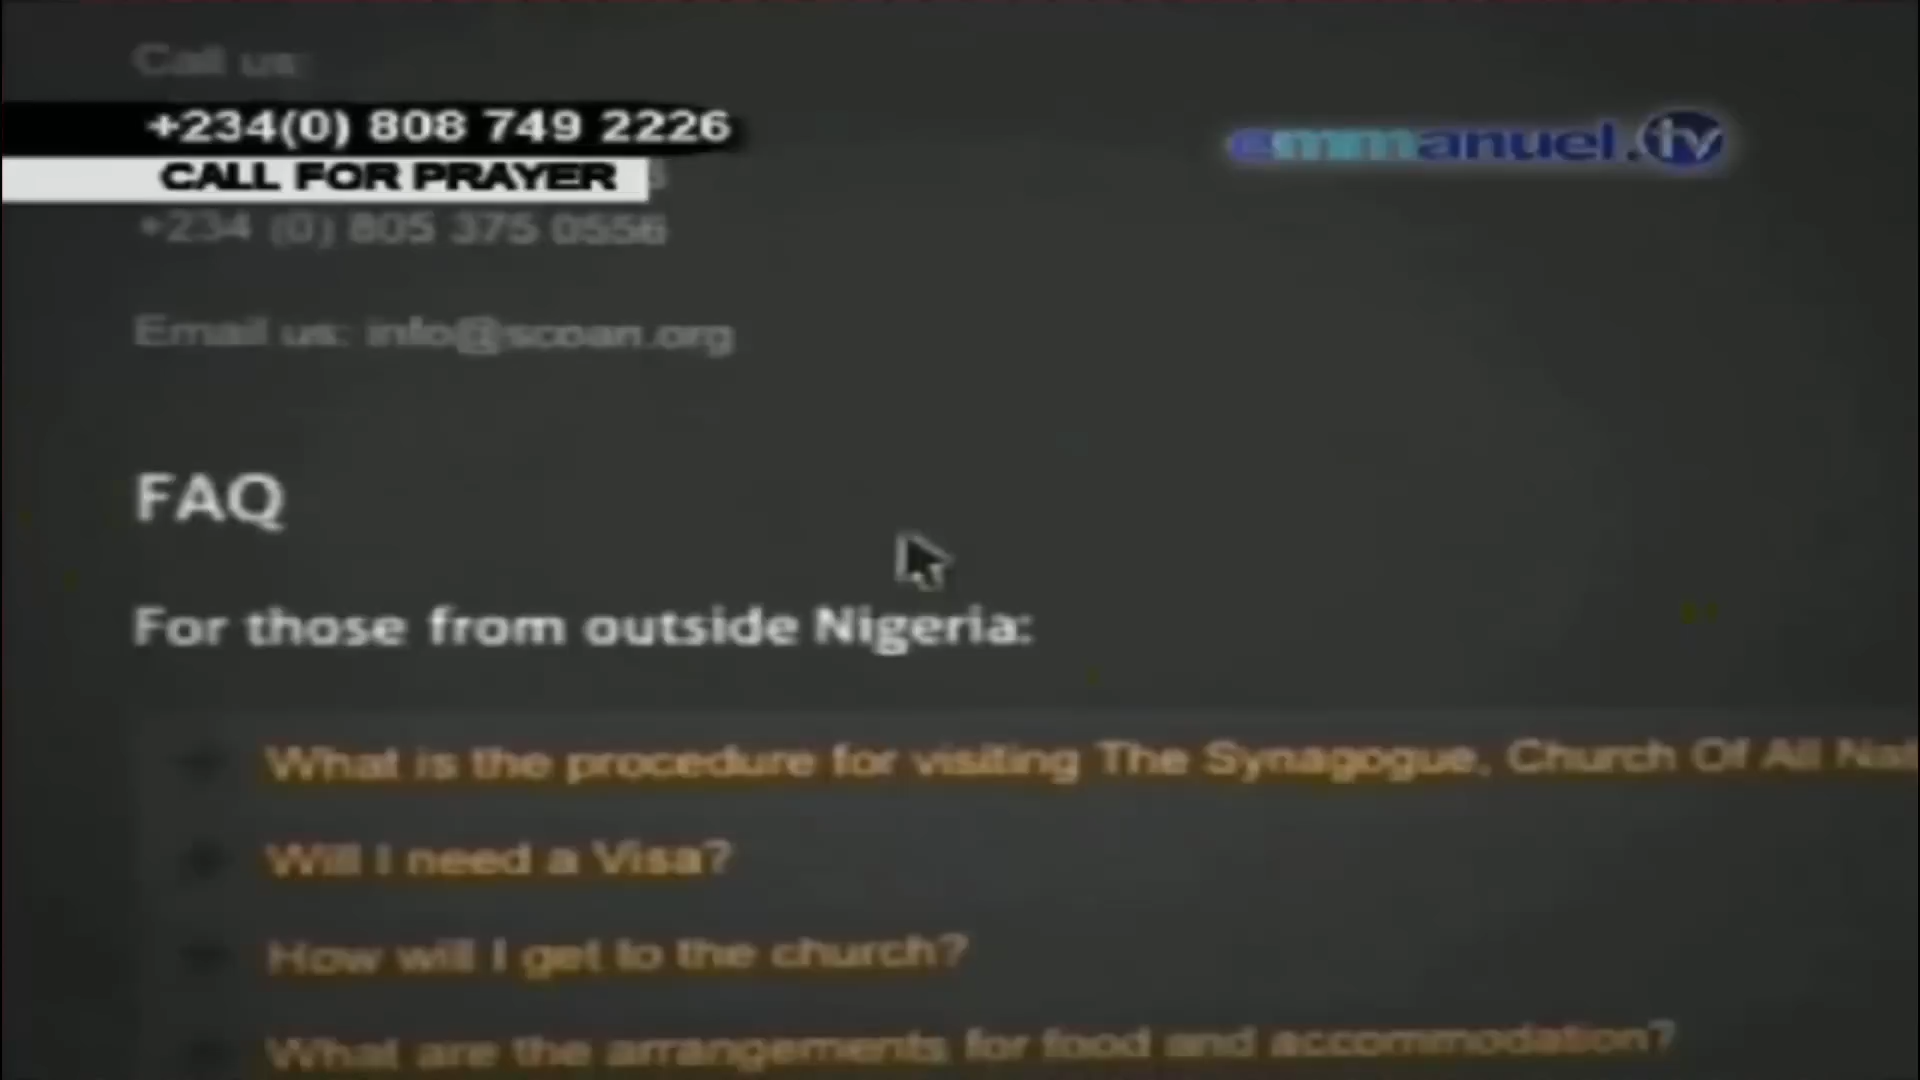 Call us:
+234(0) 808 749 2226
emmanuel.tv
CALL FOR PRAYER
+234 (0) 805 375 0556
Email us: info@scoan.org
FAQ
For those from outside Nigeria:
What is the procedure for visiting The Synagogue, Church Of All
Will I need a Visa?
How will I get to the church?
What are the arrangements for food and accommodation?